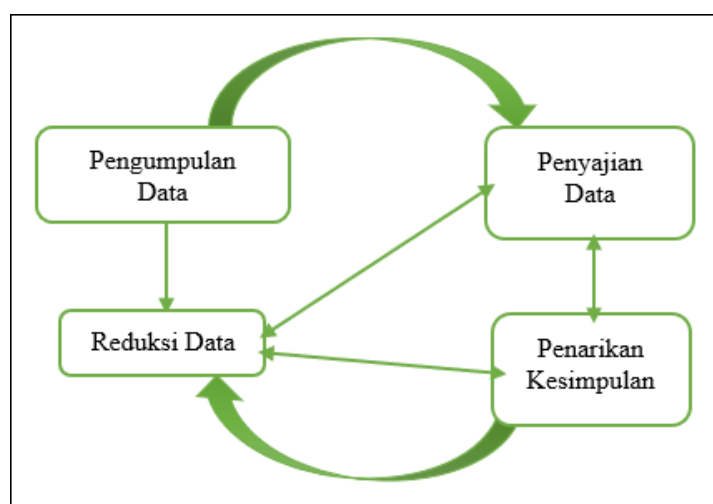 Pengumpulan
Data
Penyajian
Data
Reduksi Data
Penarikan
Kesimpulan